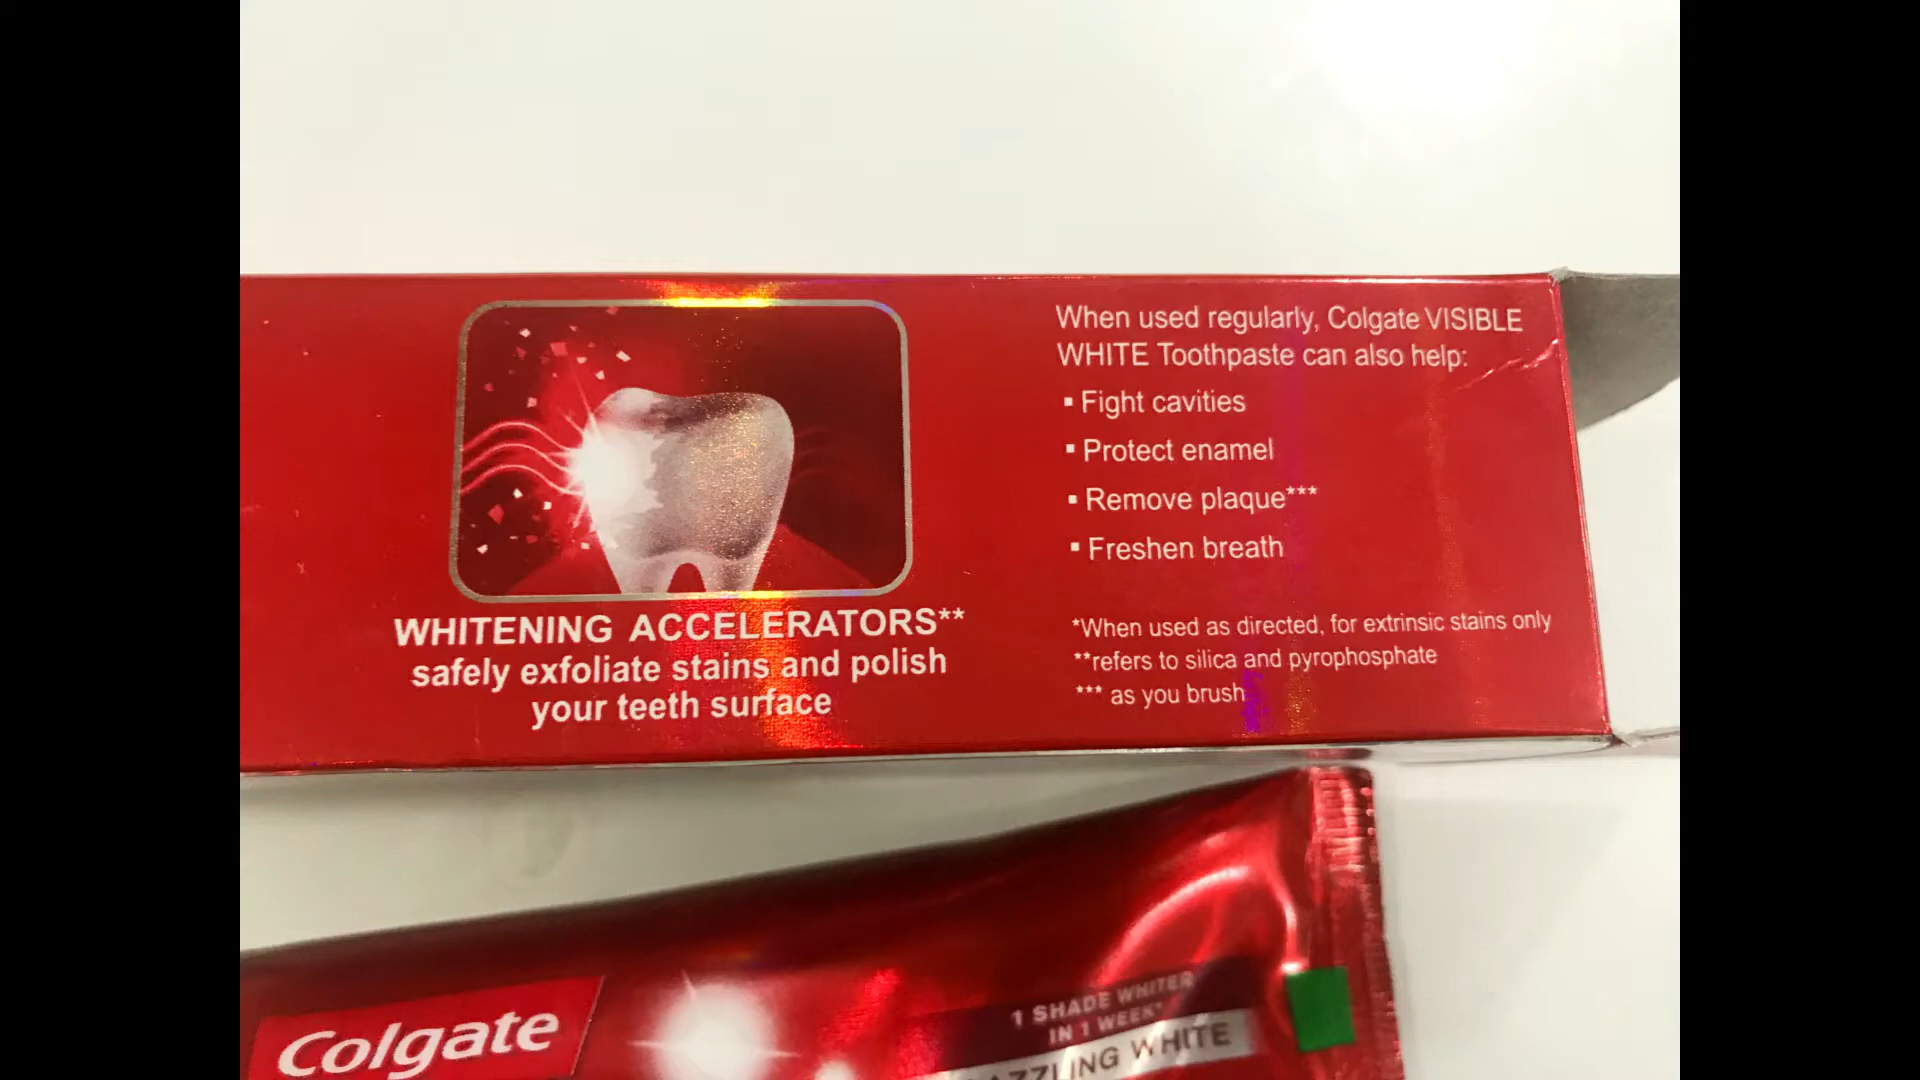 WHITENING ACCELERATORS**
safely exfoliate stains and polish
your teeth surface
When used regularly, Colgate VISIBLE
WHITE Toothpaste can also help:
▪ Fight cavities
▪ Protect enamel
▪ Remove plaque***
▪ Freshen breath
*When used as directed, for extrinsic stains only
**refers to silica and pyrophosphate
*** as you brush
Colgate
1 SHADE WHITER
IN 1 WEEK*
WHITE